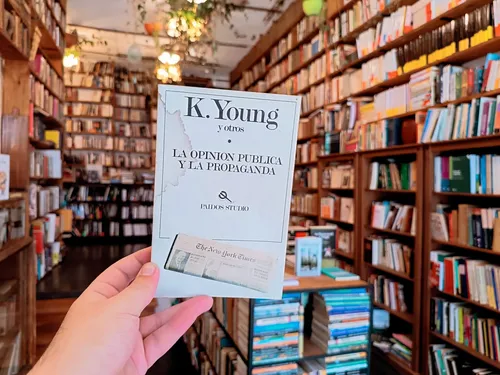 K. Young
y otros
LA OPINION PUBLICA
Y LA PROPAGANDA
PAIDOS STUDIO
The New York Times